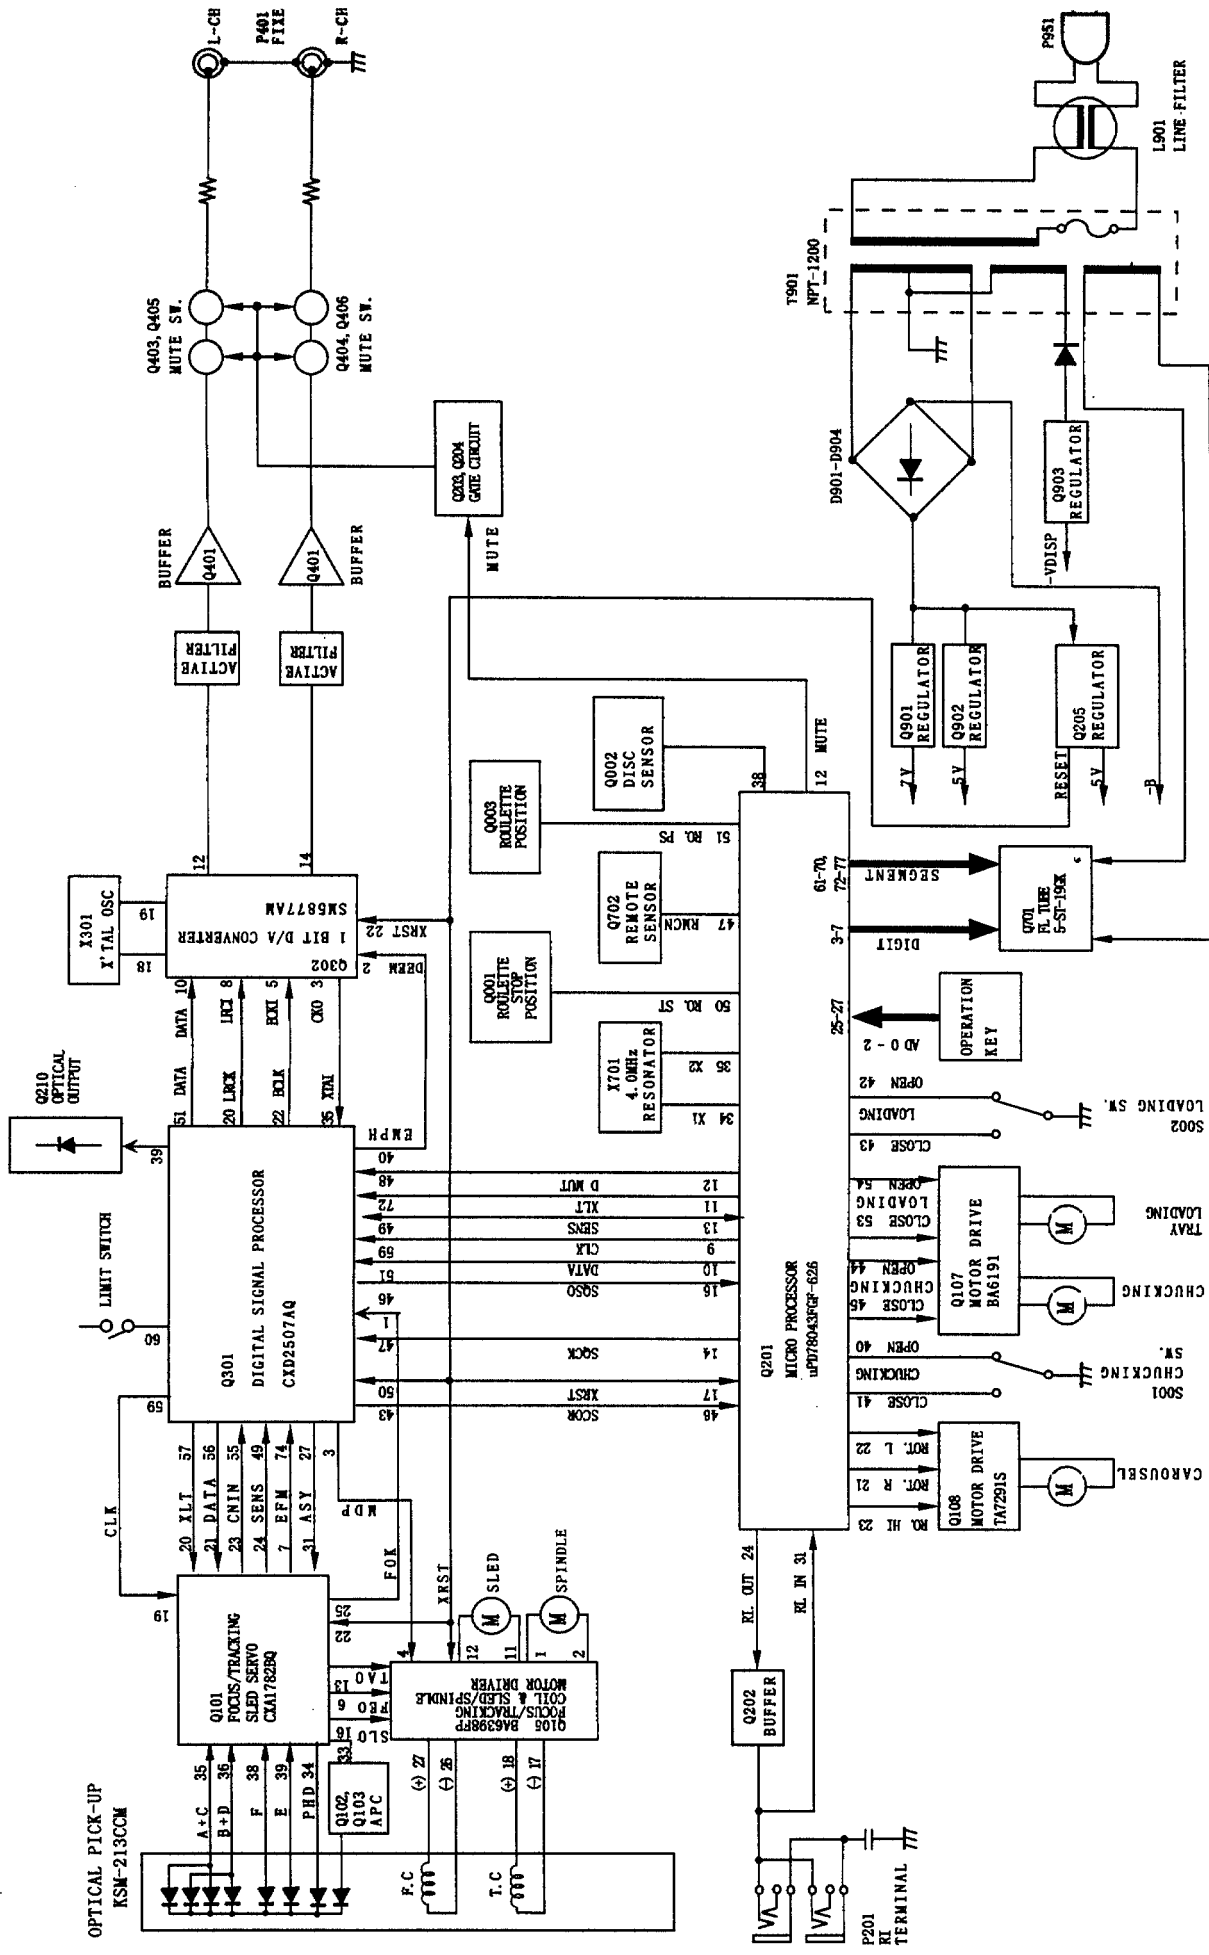 L-CH
P401
FIXE
R-CH
Q403, Q405
MUTE SW.
Q404, Q406
MUTE SW.
BUFFER
Q401
Q401
BUFFER
ACTIVE
FILTER
ACTIVE
FILTER
Q203, Q204
GATE CIRCUIT
MUTE
12
14
X301
X'TAL OSC
19
18
SM5877AM
1 BIT D/A CONVERTER
Q302
XRST 22
DEEM
2
DATA 10
LRCI 8
BCKI 5
CKO 3
51 DATA
20 LRCK
22 BCLK
35 XTAI
EMPH
40
Q210
OPTICAL
OUTPUT
39
LIMIT SWITCH
60
Q301
DIGITAL SIGNAL PROCESSOR
CXD2507AQ
59
CLK
19
48
D MUT
12
72
XLT
11
49
SENS
13
59
CLK
9
51
DATA
10
SQSO
16
46
1
47
SQCK
14
50
XRST
17
43
SCOR
46
20 XLT 57
21 DATA 56
23 CNIN 55
24 SENS 49
7 EFM 74
31 ASY 27
3
MDP
FOK
XRST
Q101
FOCUS/TRACKING
SLED SERVO
CXA1782BQ
25
22
TAO
13
FEO
6
SLO
16
33
4
12
SLED
M
11
1
SPINDLE
M
2
Q105 BA6398FP
FOCUS/TRACKING
COIL & SLED/SPINDLE
MOTOR DRIVER
OPTICAL PICK-UP
KSM-213CCM
A+C 35
B+D 36
F 38
E 39
PHD 34
Q102,
Q103
APC
F.C
(+) 27
(-) 26
T.C
(+) 18
(-) 17
P951
L901
LINE-FILTER
T901
NPT-1200
D901-D904
Q903
REGULATOR
-VDISP
Q901
REGULATOR
7V
Q902
REGULATOR
5V
Q205
REGULATOR
RESET
5V
-B
Q002
DISC
SENSOR
38
12 MUTE
Q003
ROULETTE
POSITION
51 RO. PS
Q702
REMOTE
SENSOR
47
RMCN
Q001
ROULETTE
STOP
POSITION
50 RO. ST
X701
4.0MHz
RESONATOR
35 X2
34 X1
Q201
MICRO PROCESSOR
uPD78043FGF-626
61-70,
72-77
SEGMENT
3-7
DIGIT
Q701
FL TUBE
5-ST-19GK
25-27
AD 0-2
OPERATION
KEY
OPEN 42
LOADING
CLOSE 43
S002
LOADING SW.
OPEN 54
LOADING
CLOSE 53
OPEN 44
CHUCKING
CLOSE 45
Q107
MOTOR DRIVE
BA6191
M
TRAY
LOADING
M
CHUCKING
OPEN 40
CHUCKING
CLOSE 41
S001
CHUCKING
SW.
ROT. L 22
ROT. R 21
RO. HI 23
Q108
MOTOR DRIVE
TA7291S
M
CAROUSEL
RI. OUT 24
RI. IN 31
Q202
BUFFER
P201
RI
TERMINAL